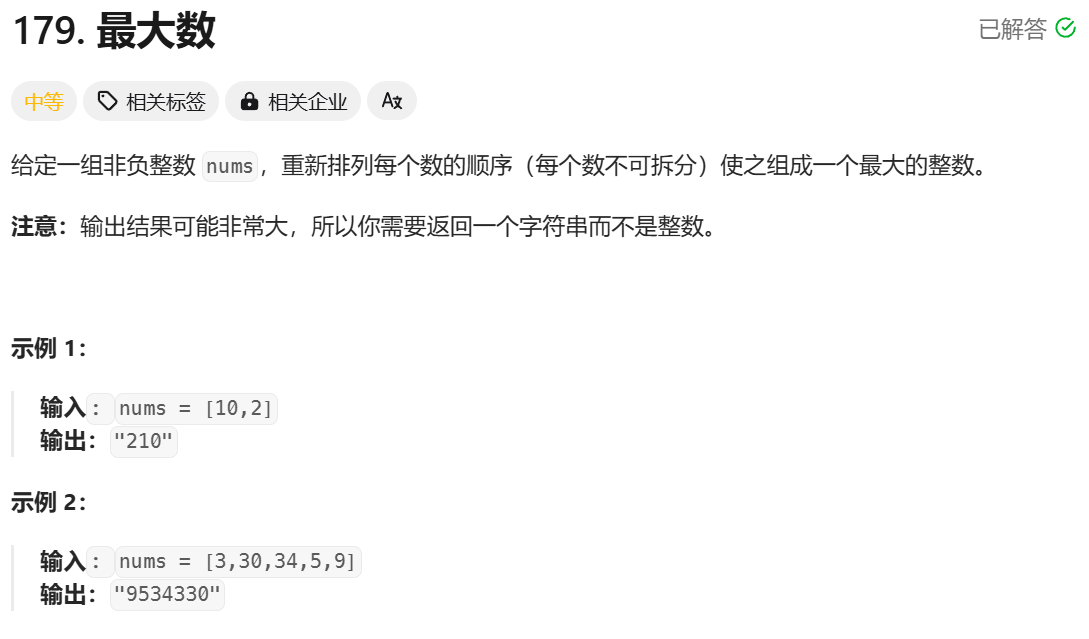 179. 最大数
已解答
中等 相关标签 相关企业
给定一组非负整数 nums，重新排列每个数的顺序（每个数不可拆分）使之组成一个最大的整数。
注意：输出结果可能非常大，所以你需要返回一个字符串而不是整数。
示例 1：
输入：nums = [10,2]
输出："210"
示例 2：
输入：nums = [3,30,34,5,9]
输出："9534330"